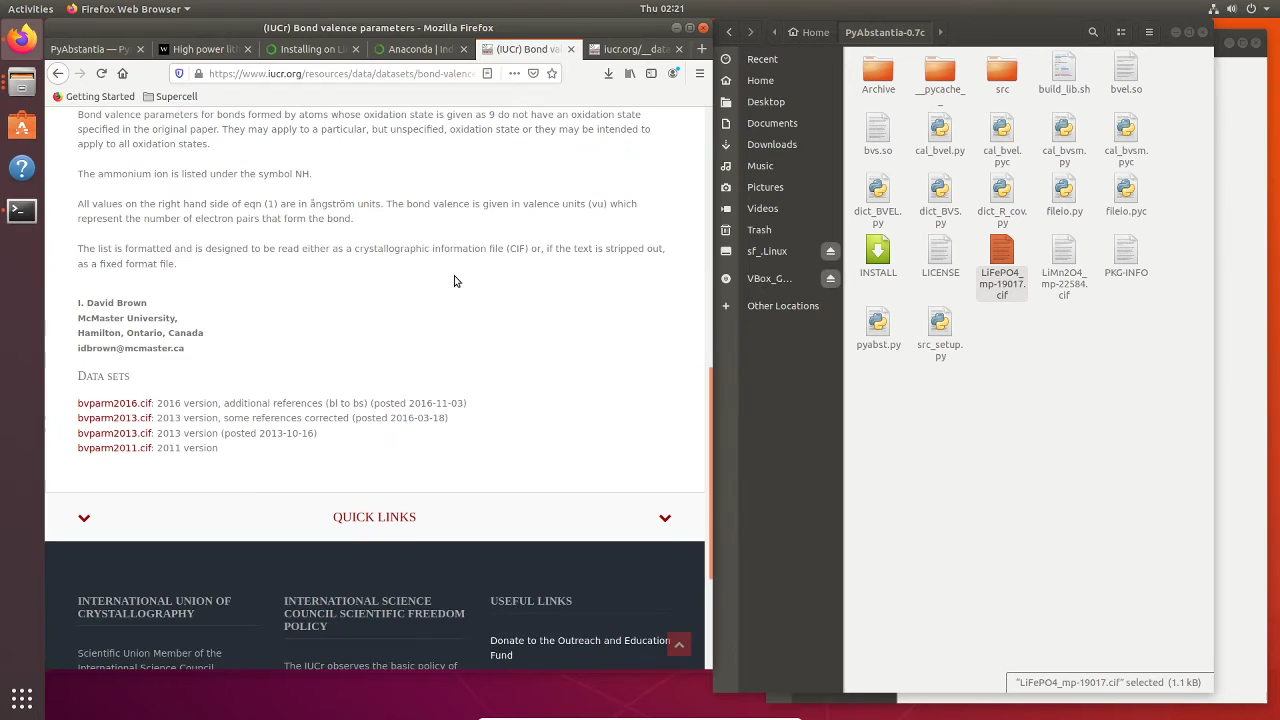 Activities
Firefox Web Browser
Thu 02:21
(IUCr) Bond valence parameters - Mozilla Firefox
PyAbstantia — Py
High power lit
Installing on Li
Anaconda | Ind
(IUCr) Bond va
iucr.org/__data
https://www.iucr.org/resources/data/datasets/bond-valence
Getting Started
Supercell
Bond valence parameters for bonds formed by atoms whose oxidation state is given as 9 do not have an oxidation state
specified in the original paper. They may apply to a particular, but unspecified, oxidation state or they may be intended to
apply to all oxidation states.
The ammonium ion is listed under the symbol NH.
All values on the right hand side of eqn (1) are in ångström units. The bond valence is given in valence units (vu) which
represent the number of electron pairs that form the bond.
The list is formatted and is designed to be read either as a crystallographic information file (CIF) or, if the text is stripped out,
as a fixed format file.
I. David Brown
McMaster University,
Hamilton, Ontario, Canada
idbrown@mcmaster.ca
DATA SETS
bvparm2016.cif: 2016 version, additional references (bl to bs) (posted 2016-11-03)
bvparm2013.cif: 2013 version, some references corrected (posted 2016-03-18)
bvparm2013.cif: 2013 version (posted 2013-10-16)
bvparm2011.cif: 2011 version
QUICK LINKS
INTERNATIONAL UNION OF
CRYSTALLOGRAPHY
Scientific Union Member of the
International Science Council
INTERNATIONAL SCIENCE
COUNCIL SCIENTIFIC FREEDOM
POLICY
The IUCr observes the basic policy of
USEFUL LINKS
Donate to the Outreach and Education
Fund
Home
PyAbstantia-0.7c
Recent
Home
Desktop
Documents
Downloads
Music
Pictures
Videos
Trash
sf_.Linux
VBox_G...
Other Locations
Archive
__pycache_
_
src
build_lib.sh
bvel.so
bvs.so
cal_bvel.py
cal_bvel.
pyc
cal_bvsm.
py
cal_bvsm.
pyc
dict_BVEL.
py
dict_BVS.
py
dict_R_cov.
py
fileio.py
fileio.pyc
INSTALL
LICENSE
LiFePO4_
mp-19017.
cif
LiMn2O4_
mp-22584.
cif
PKG-INFO
pyabst.py
src_setup.
py
"LiFePO4_mp-19017.cif" selected (1.1 kB)